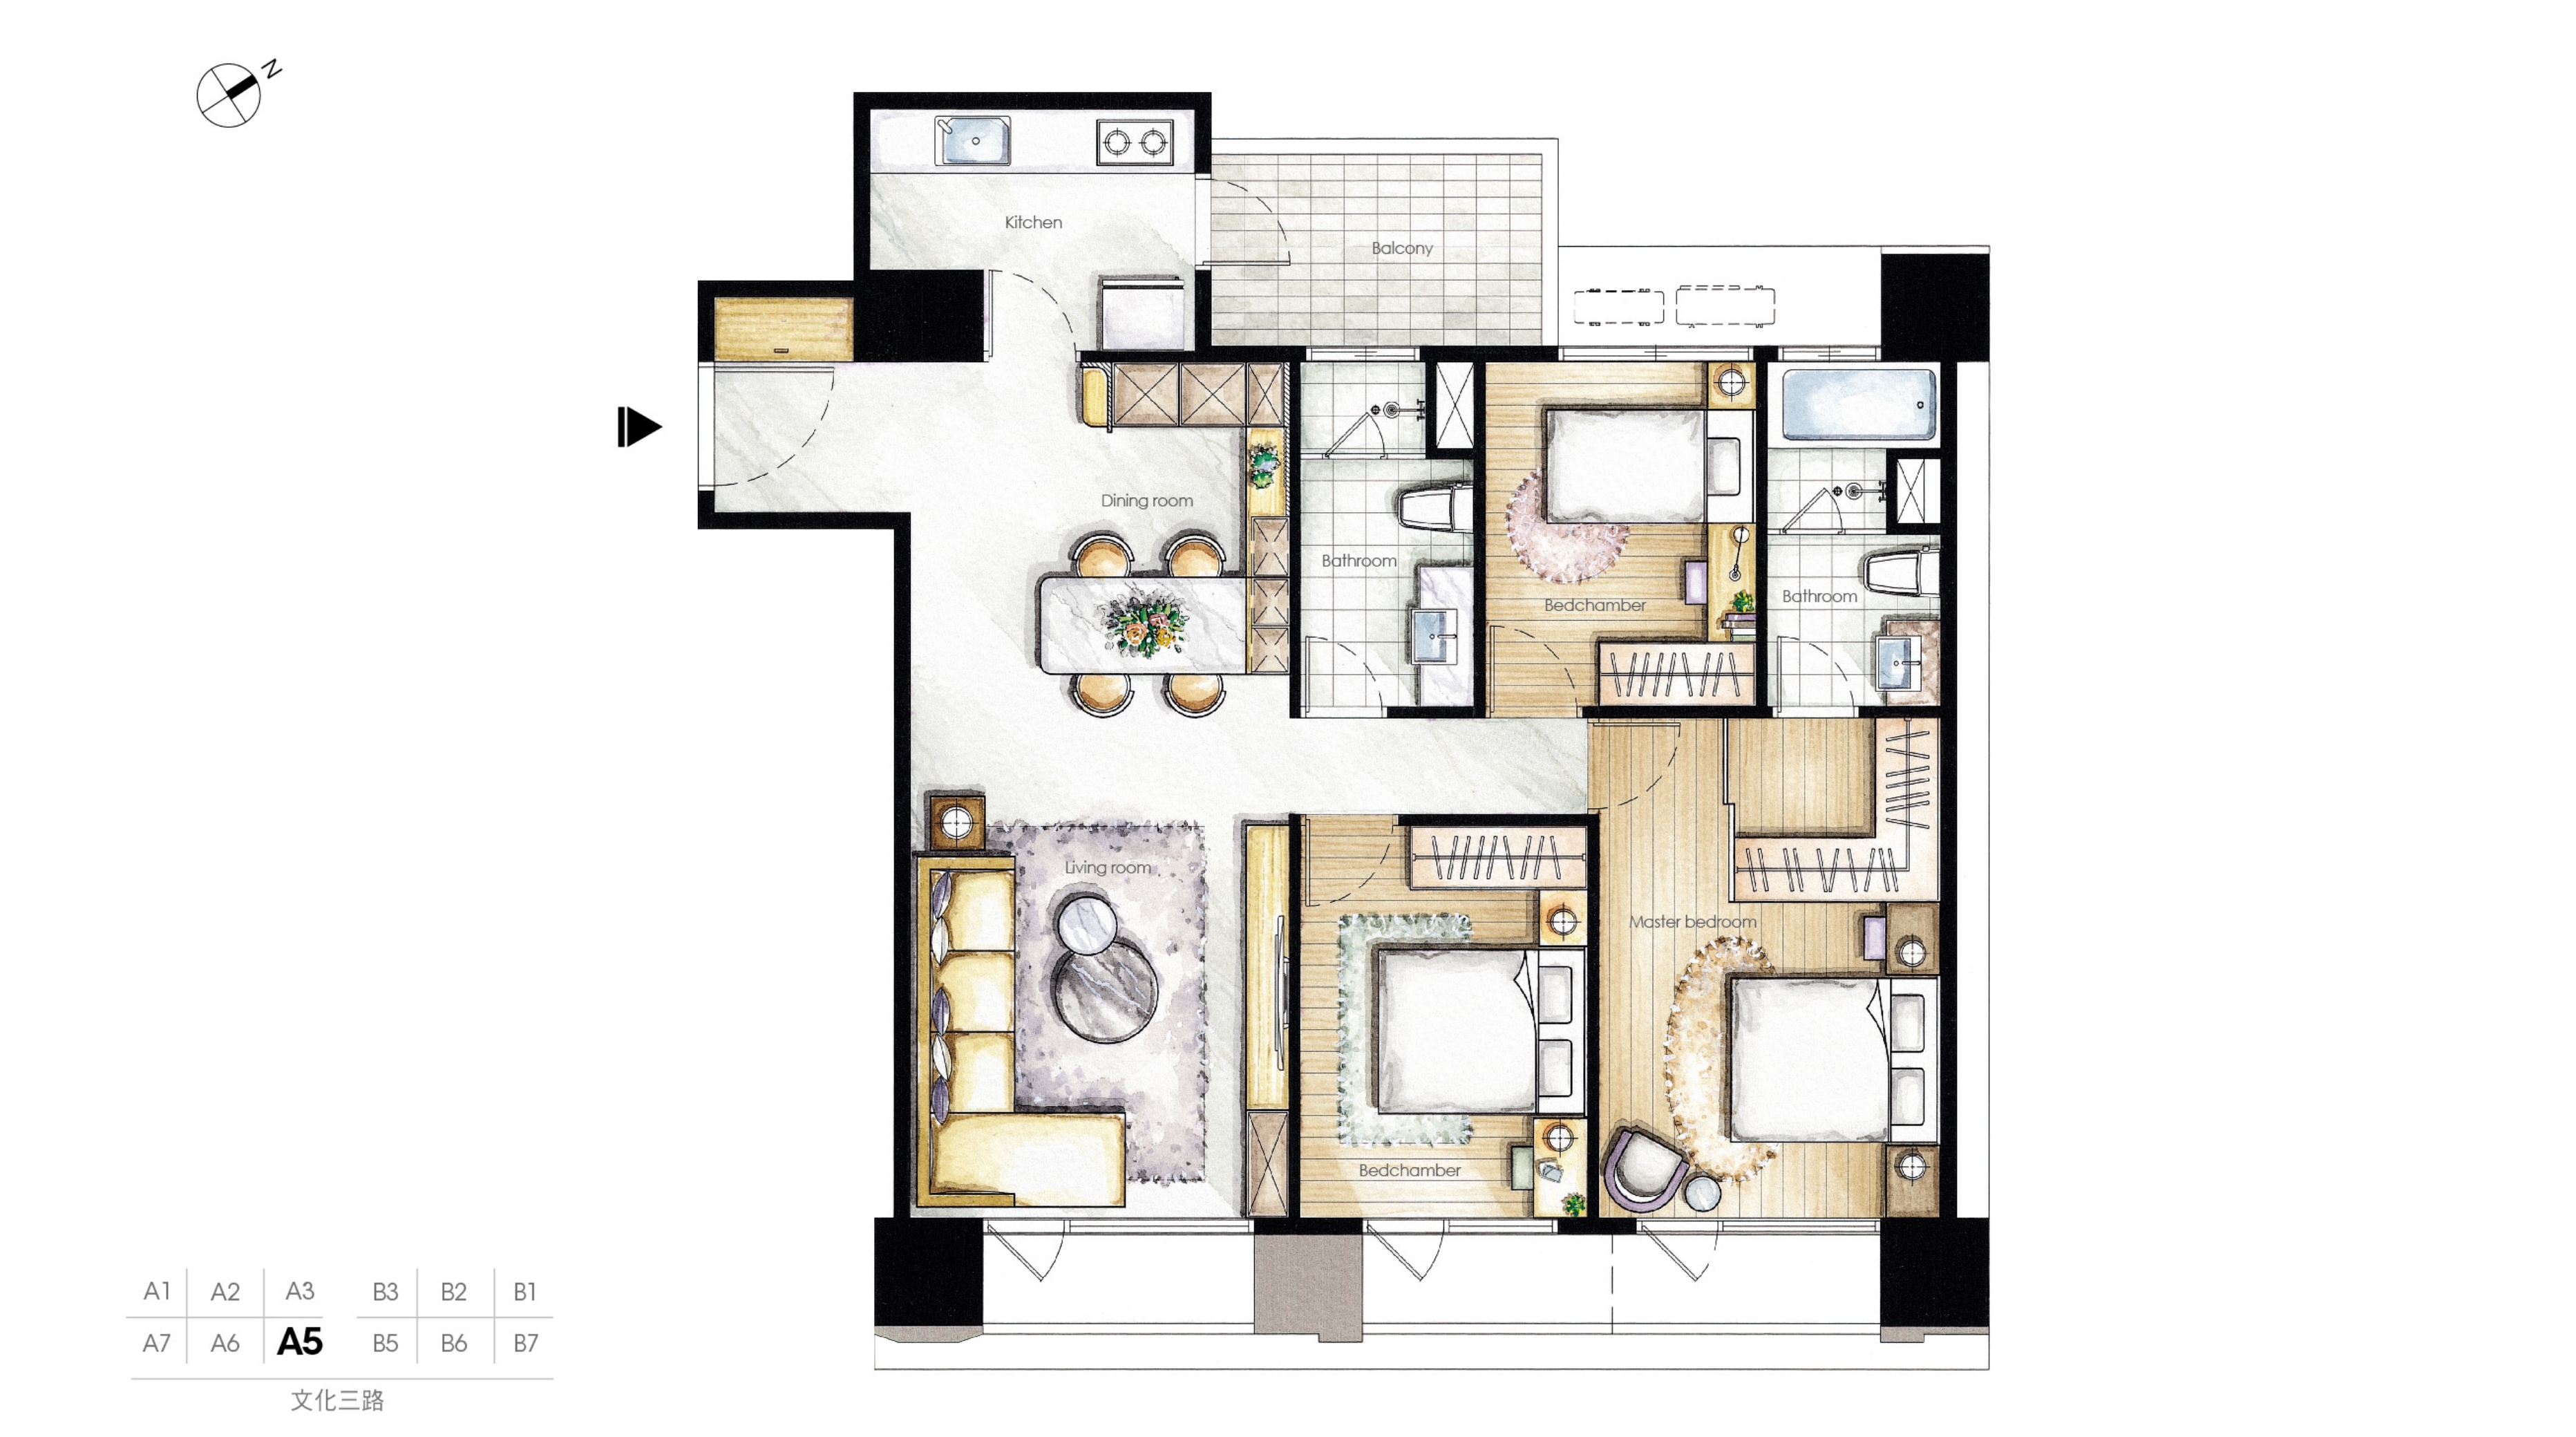 N
Kitchen
Balcony
Dining room
Bathroom
Bedchamber
Bathroom
Living room
Master bedroom
Bedchamber
A1 A2 A3 B3 B2 B1
A7 A6 A5 B5 B6 B7
文化三路